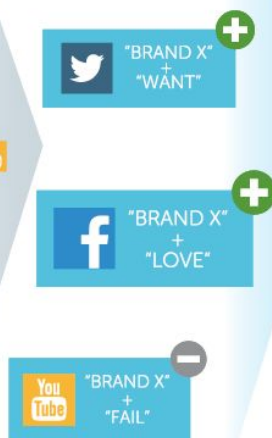 "BRAND X"
+
"WANT"
"BRAND X"
+
"LOVE"
You
Tube
"BRAND X"
+
"FAIL"